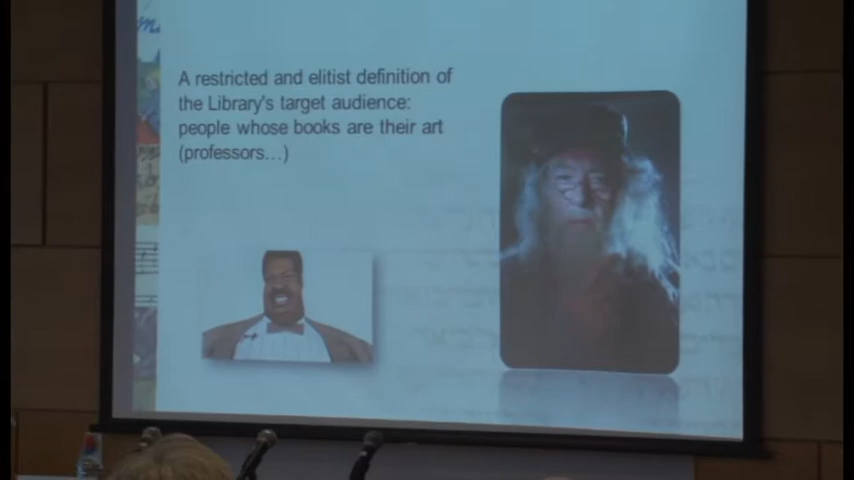 A restricted and elitist definition of
the Library's target audience:
people whose books are their art
(professors...)